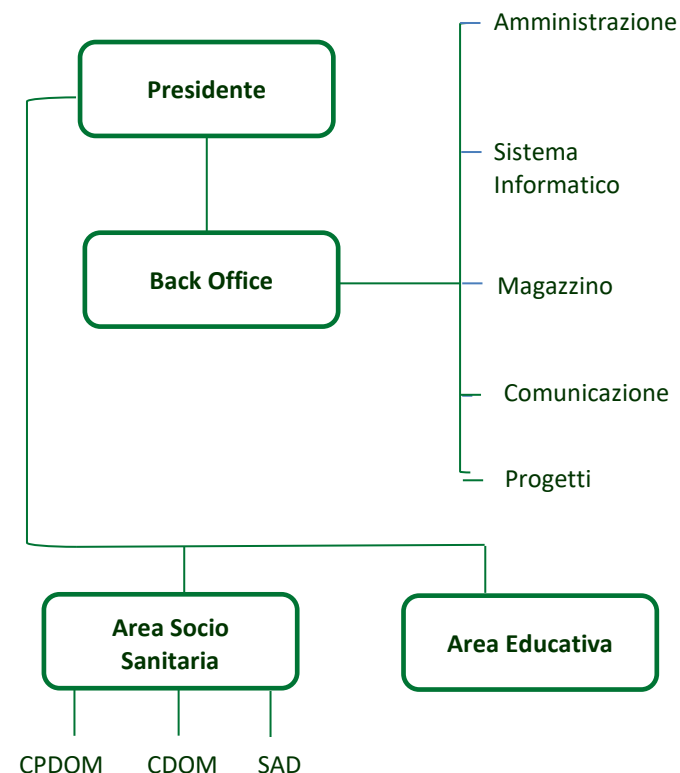 Amministrazione
Presidente
Sistema
Informatico
Back Office
Magazzino
Comunicazione
Progetti
Area Socio
Sanitaria
Area Educativa
CPDOM
CDOM
SAD